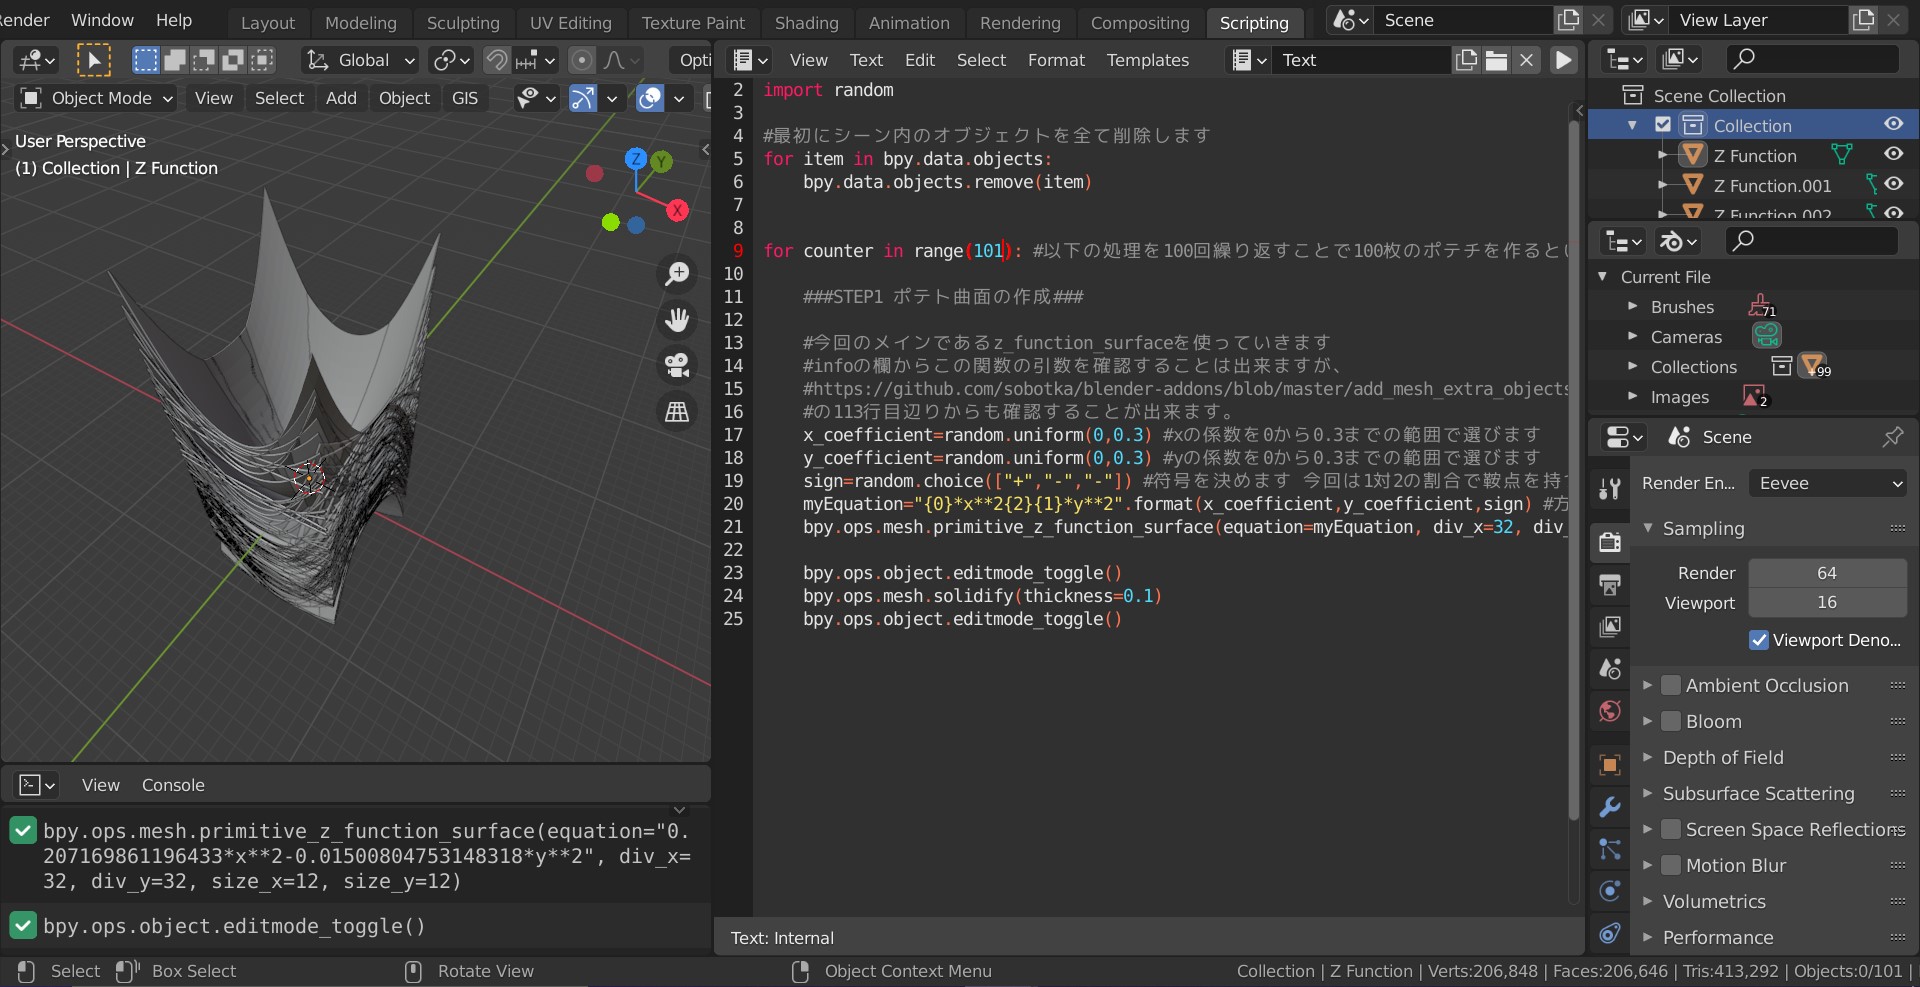 ender Window Help Layout Modeling Sculpting UV Editing Texture Paint Shading Animation Rendering Compositing Scripting Scene View Layer
Global Opti
View Text Edit Select Format Templates Text
Object Mode View Select Add Object GIS
User Perspective
(1) Collection | Z Function
Z
Y
X
2 import random
3
4 #最初にシーン内のオブジェクトを全て削除します
5 for item in bpy.data.objects:
6 bpy.data.objects.remove(item)
7
8
9 for counter in range(101): #以下の処理を100回繰り返すことで100枚のポテチを作ると
10
11 ###STEP1 ポテト曲面の作成###
12
13 #今回のメインであるz_function_surfaceを使っていきます
14 #infoの欄からこの関数の引数を確認することは出来ますが、
15 #https://github.com/sobotka/blender-addons/blob/master/add_mesh_extra_objects
16 #の113行目辺りからも確認することが出来ます。
17 x_coefficient=random.uniform(0,0.3) #xの係数を0から0.3までの範囲で選びます
18 y_coefficient=random.uniform(0,0.3) #yの係数を0から0.3までの範囲で選びます
19 sign=random.choice(["+","-","-"]) #符号を決めます 今回は1対2の割合で鞍点を持
20 myEquation="{0}*x**2{2}{1}*y**2".format(x_coefficient,y_coefficient,sign) #方
21 bpy.ops.mesh.primitive_z_function_surface(equation=myEquation, div_x=32, div_
22
23 bpy.ops.object.editmode_toggle()
24 bpy.ops.mesh.solidify(thickness=0.1)
25 bpy.ops.object.editmode_toggle()
Text: Internal
View Console
bpy.ops.mesh.primitive_z_function_surface(equation="0.
207169861196433*x**2-0.01500804753148318*y**2", div_x=
32, div_y=32, size_x=12, size_y=12)
bpy.ops.object.editmode_toggle()
Scene Collection
Collection
Z Function
Z Function.001
Z Function.002
Current File
Brushes 71
Cameras
Collections +99
Images 2
Scene
Render En... Eevee
Sampling
Render 64
Viewport 16
Viewport Deno...
Ambient Occlusion
Bloom
Depth of Field
Subsurface Scattering
Screen Space Reflections
Motion Blur
Volumetrics
Performance
Select Box Select Rotate View Object Context Menu Collection | Z Function | Verts:206,848 | Faces:206,646 | Tris:413,292 | Objects:0/101 |